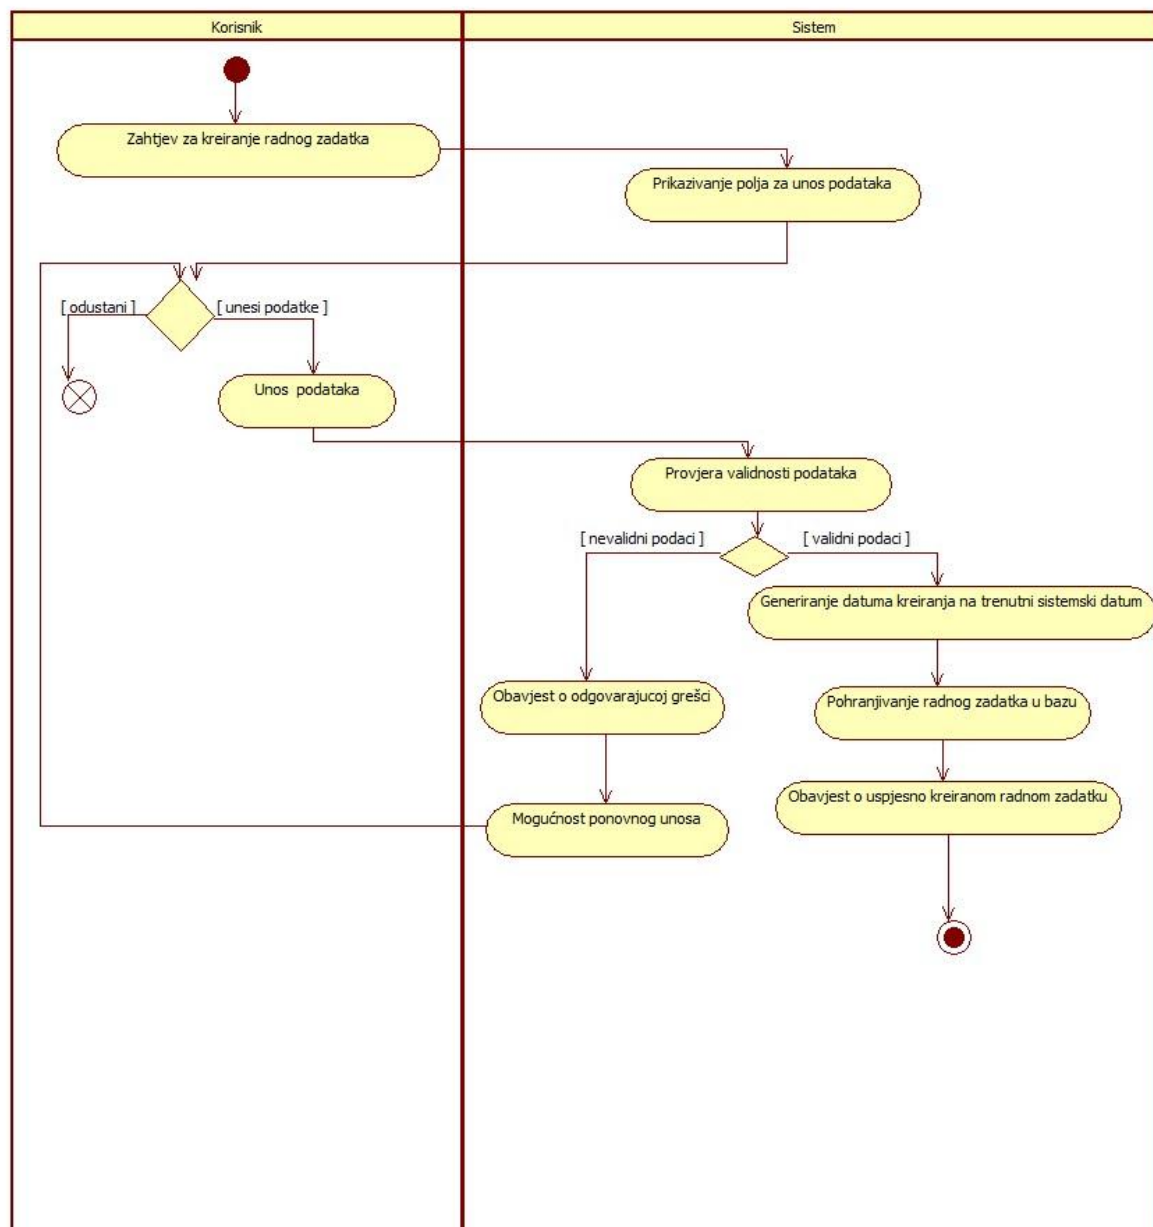 Korisnik
Sistem
Zahtjev za kreiranje radnog zadatka
Prikazivanje polja za unos podataka
[ odustani ]
[ unesi podatke ]
Unos podataka
Provjera validnosti podataka
[ nevalidni podaci ]
[ validni podaci ]
Generiranje datuma kreiranja na trenutni sistemski datum
Obavjest o odgovarajucoj grešci
Pohranjivanje radnog zadatka u bazu
Obavjest o uspjesno kreiranom radnom zadatku
Mogućnost ponovnog unosa